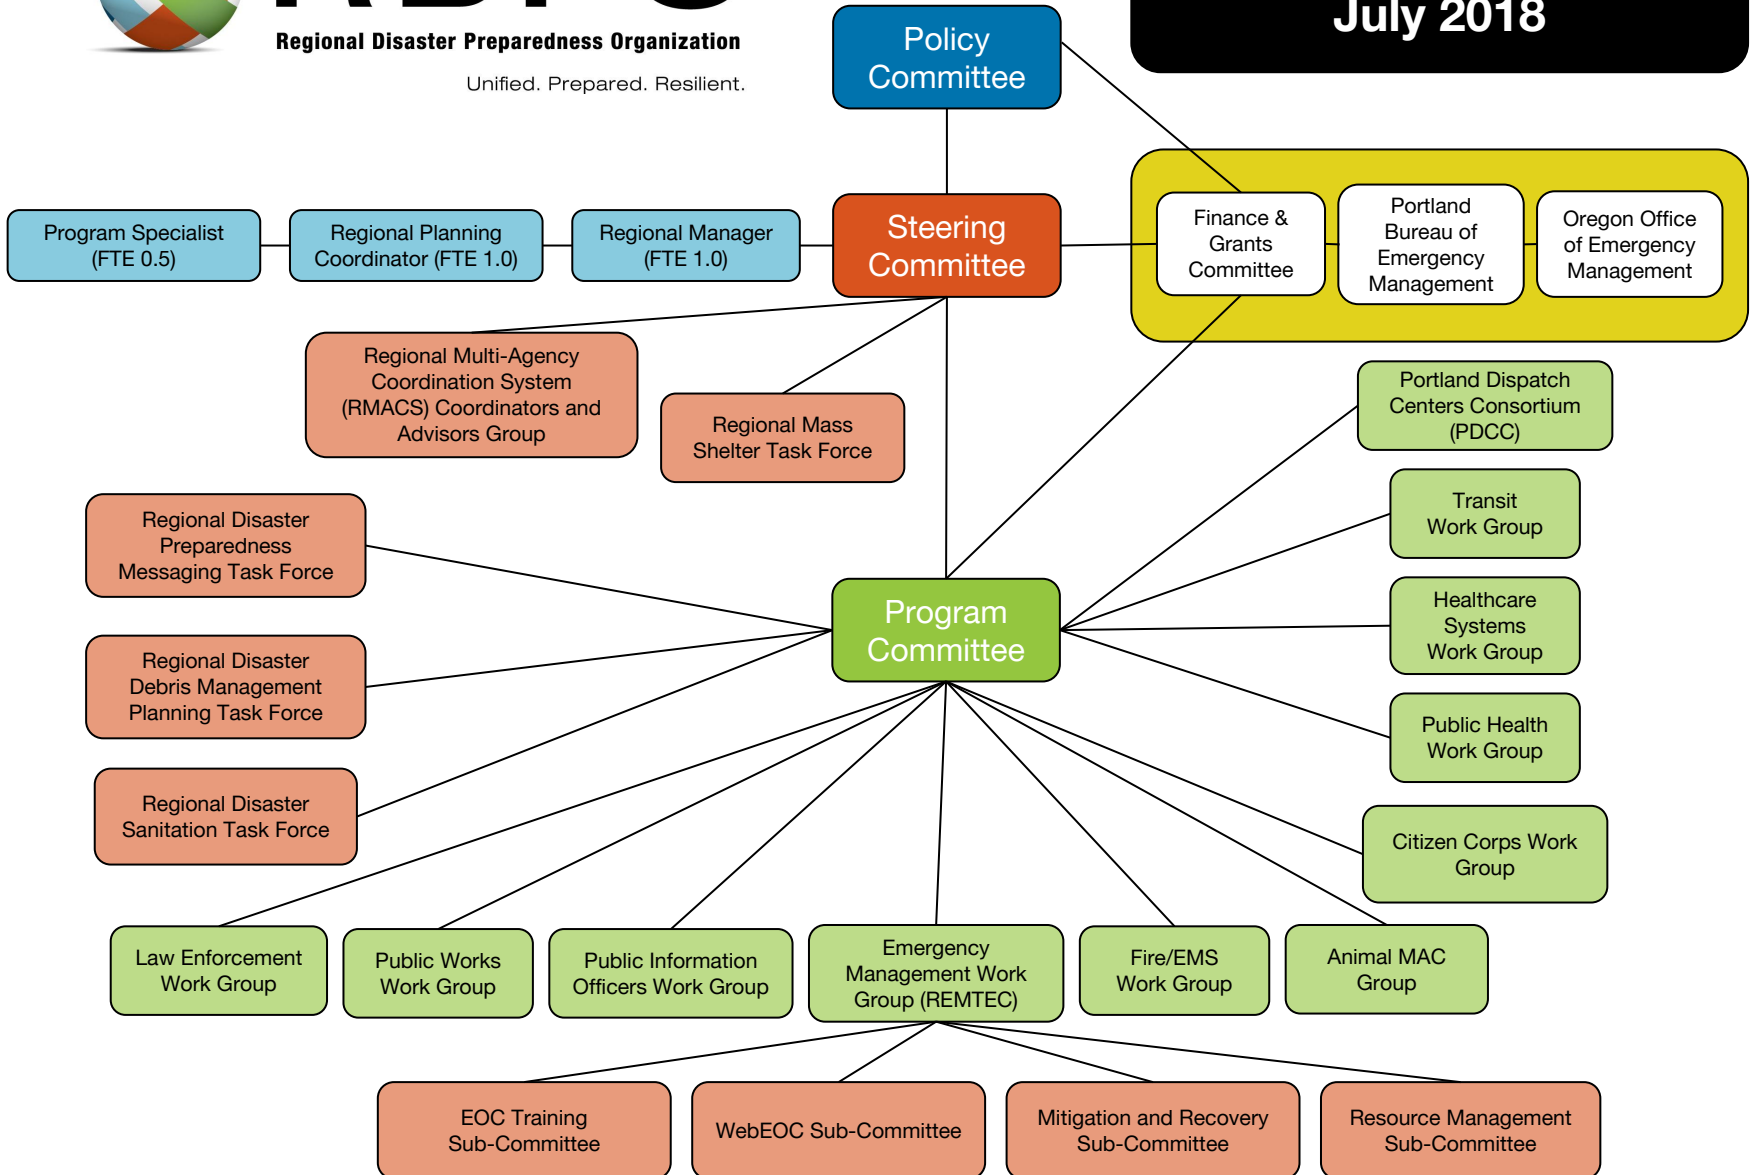 Regional Disaster Preparedness Organization
Unified. Prepared. Resilient.
July 2018
Policy
Committee
Program Specialist
(FTE 0.5)
Regional Planning
Coordinator (FTE 1.0)
Regional Manager
(FTE 1.0)
Steering
Committee
Finance &
Grants
Committee
Portland
Bureau of
Emergency
Management
Oregon Office
of Emergency
Management
Regional Multi-Agency
Coordination System
(RMACS) Coordinators and
Advisors Group
Regional Mass
Shelter Task Force
Portland Dispatch
Centers Consortium
(PDCC)
Transit
Work Group
Regional Disaster
Preparedness
Messaging Task Force
Program
Committee
Healthcare
Systems
Work Group
Regional Disaster
Debris Management
Planning Task Force
Public Health
Work Group
Regional Disaster
Sanitation Task Force
Citizen Corps Work
Group
Law Enforcement
Work Group
Public Works
Work Group
Public Information
Officers Work Group
Emergency
Management Work
Group (REMTEC)
Fire/EMS
Work Group
Animal MAC
Group
EOC Training
Sub-Committee
WebEOC Sub-Committee
Mitigation and Recovery
Sub-Committee
Resource Management
Sub-Committee